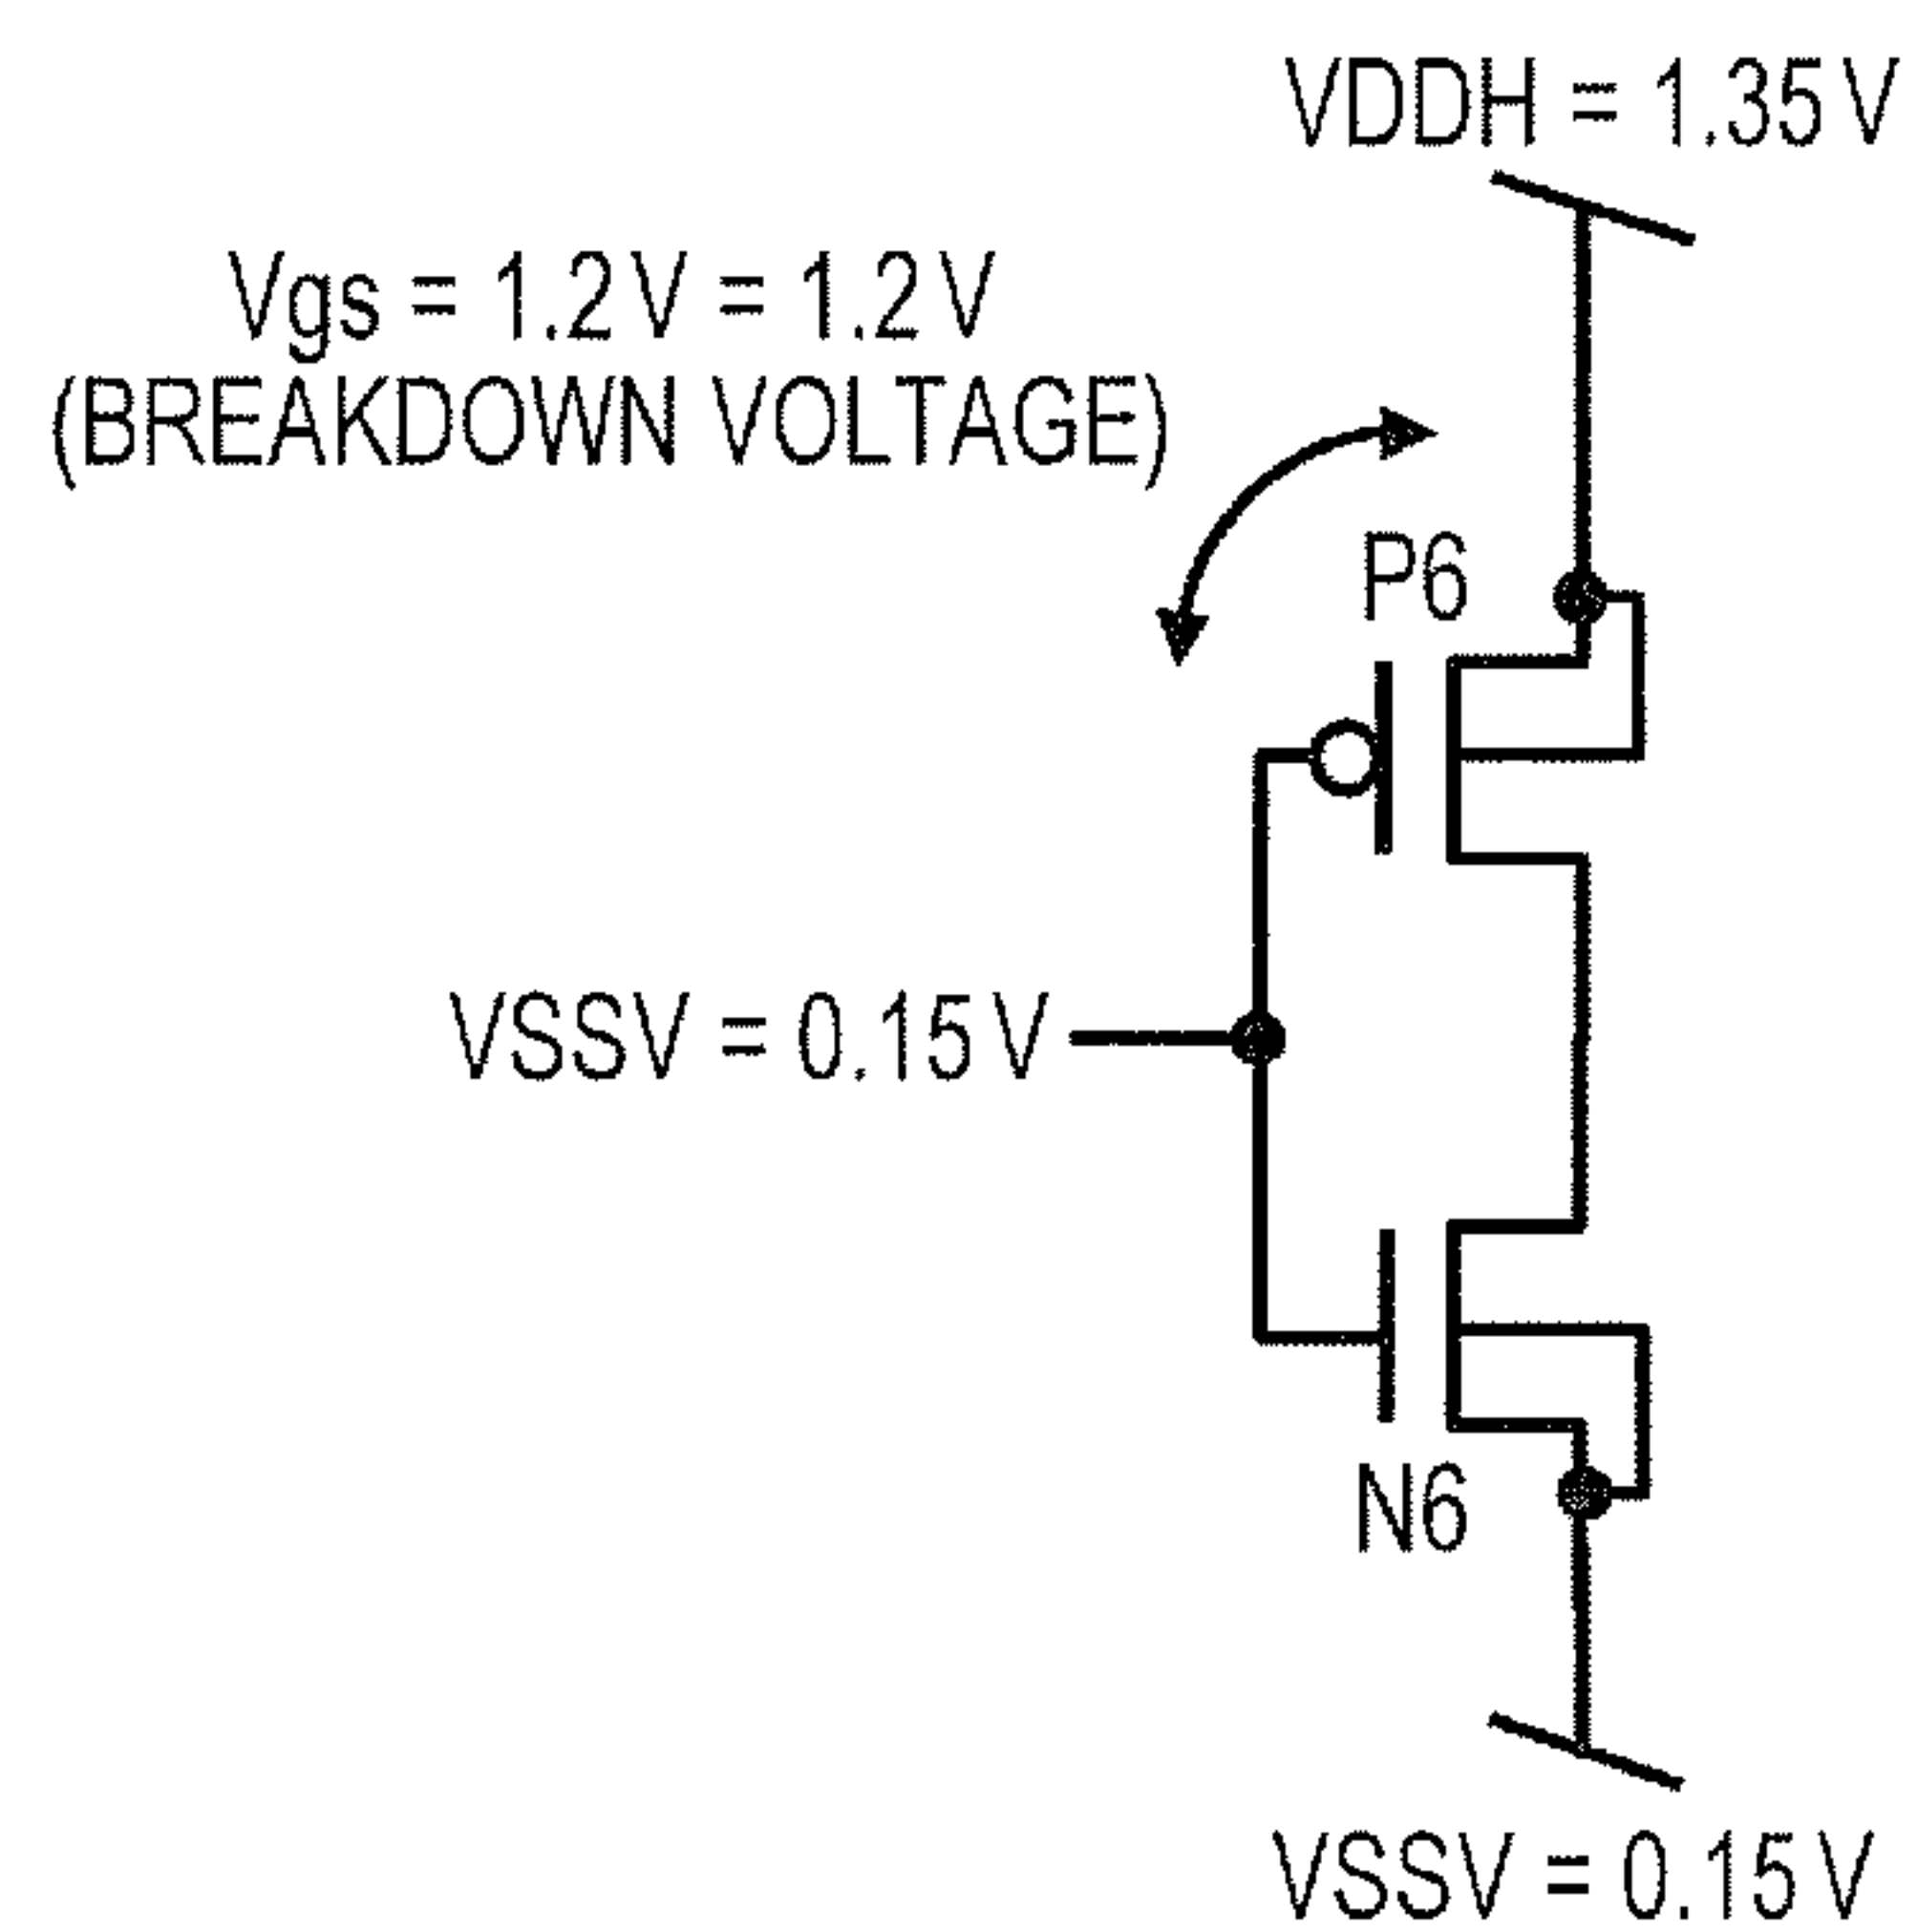 VDDH = 1.35 V
Vgs = 1.2 V = 1.2 V
(BREAKDOWN VOLTAGE)
P6
VSSV = 0.15 V
N6
VSSV = 0.15 V